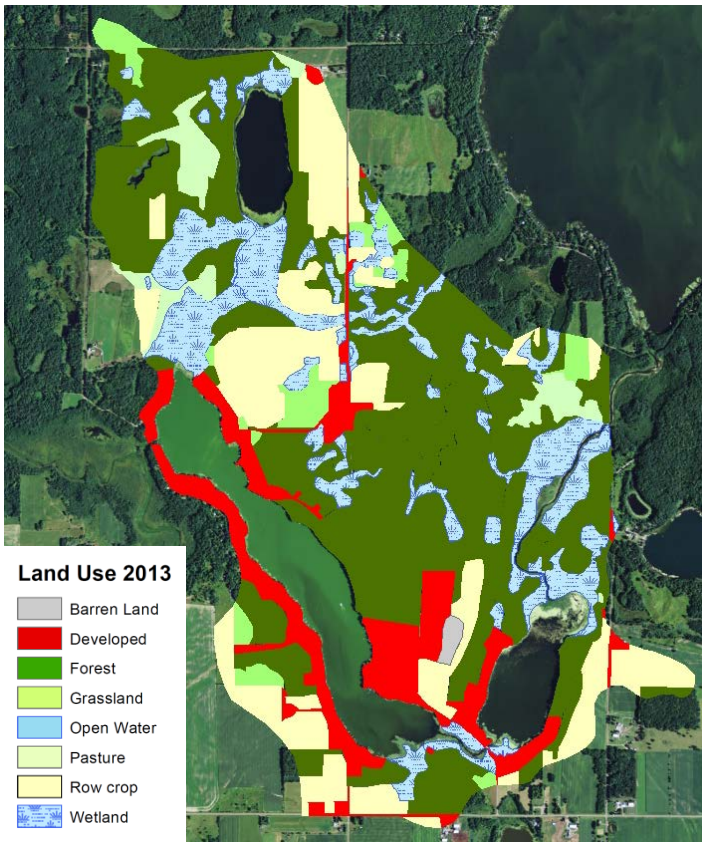 Land Use 2013
Barren Land
Developed
Forest
Grassland
Open Water
Pasture
Row crop
Wetland